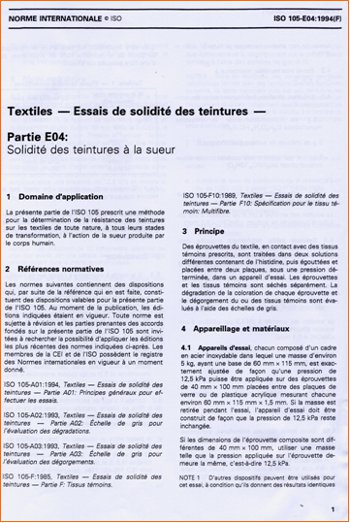 NORME INTERNATIONALE © ISO
ISO 105-E04:1994(F)
Textiles — Essais de solidité des teintures —
Partie E04:
Solidité des teintures à la sueur
1 Domaine d'application
La présente partie de l'ISO 105 prescrit une méthode
pour la détermination de la résistance des teintures
sur les textiles de toute nature, à tous leurs stades
de transformation, à l'action de la sueur produite par
le corps humain.
2 Références normatives
Les normes suivantes contiennent des dispositions
qui, par suite de la référence qui en est faite, consti-
tuent des dispositions valables pour la présente partie
de l'ISO 105. Au moment de la publication, les édi-
tions indiquées étaient en vigueur. Toute norme est
sujette à révision et les parties prenantes des accords
fondés sur la présente partie de l'ISO 105 sont invi-
tées à rechercher la possibilité d'appliquer les éditions
les plus récentes des normes indiquées ci-après. Les
membres de la CEI et de l'ISO possèdent le registre
des Normes internationales en vigueur à un moment
donné.
ISO 105-A01:1994, Textiles — Essais de solidité des
teintures — Partie A01: Principes généraux pour ef-
fectuer les essais.
ISO 105-A02:1993, Textiles — Essais de solidité des
teintures — Partie A02: Échelle de gris pour
l'évaluation des dégradations.
ISO 105-A03:1993, Textiles — Essais de solidité des
teintures — Partie A03: Échelle de gris pour
l'évaluation des dégorgements.
ISO 105-F:1985, Textiles — Essais de solidité des
teintures — Partie F: Tissus témoins.
ISO 105-F10:1989, Textiles — Essais de solidité des
teintures — Partie F10: Spécification pour le tissu té-
moin: Multifibre.
3 Principe
Des éprouvettes du textile, en contact avec des tissus
témoins prescrits, sont traitées dans deux solutions
différentes contenant de l'histidine, puis égouttées et
placées entre deux plaques, sous une pression dé-
terminée, dans un appareil d'essai. Les éprouvettes
et les tissus témoins sont séchés séparément. La
dégradation de la coloration de chaque éprouvette et
le dégorgement du ou des tissus témoins sont éva-
lués à l'aide des échelles de gris.
4 Appareillage et matériaux
4.1 Appareils d'essai, chacun composé d'un cadre
en acier inoxydable dans lequel une masse d'environ
5 kg, ayant une base de 60 mm × 115 mm, est exac-
tement ajustée de façon qu'une pression de
12,5 kPa puisse être appliquée sur des éprouvettes
de 40 mm × 100 mm placées entre des plaques de
verre ou de plastique acrylique mesurant chacune
environ 60 mm × 115 mm × 1,5 mm. Si la masse est
retirée pendant l'essai, l'appareil d'essai doit être
construit de façon que la pression de 12,5 kPa reste
inchangée.
Si les dimensions de l'éprouvette composite sont dif-
férentes de 40 mm × 100 mm, utiliser une masse
telle que la pression appliquée sur l'éprouvette de-
meure la même, c'est-à-dire 12,5 kPa.
NOTE 1 D'autres dispositifs peuvent être utilisés pour
cet essai, à condition qu'ils donnent des résultats identiques
1